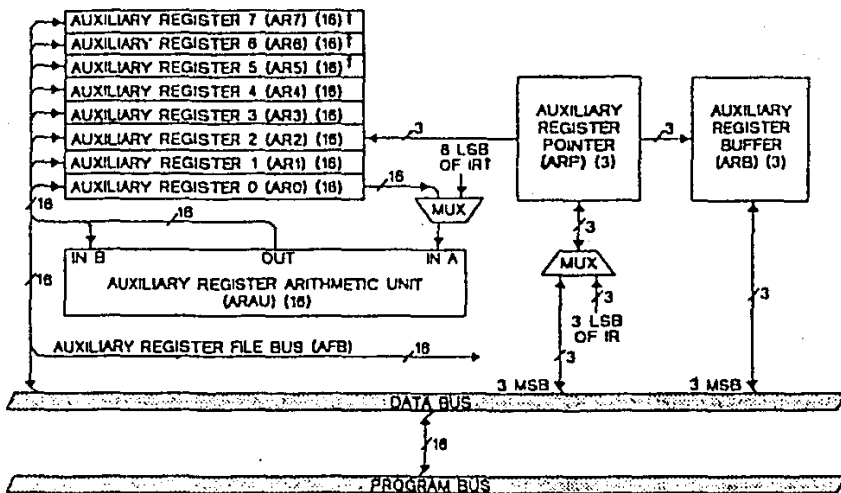 AUXILIARY REGISTER 7 (AR7) (16)†
AUXILIARY REGISTER 6 (AR6) (16)†
AUXILIARY REGISTER 5 (AR5) (16)†
AUXILIARY REGISTER 4 (AR4) (16)
AUXILIARY REGISTER 3 (AR3) (16)
AUXILIARY REGISTER 2 (AR2) (16)
AUXILIARY REGISTER 1 (AR1) (16)
AUXILIARY REGISTER 0 (AR0) (16)
3
8 LSB
OF IR†
AUXILIARY
REGISTER
POINTER
(ARP) (3)
3
AUXILIARY
REGISTER
BUFFER
(ARB) (3)
16
16
16
MUX
IN B
OUT
IN A
AUXILIARY REGISTER ARITHMETIC UNIT
(ARAU) (16)
16
3
MUX
3
3 LSB
OF IR
3
3
AUXILIARY REGISTER FILE BUS (AFB)
16
3 MSB
3 MSB
DATA BUS
16
PROGRAM BUS